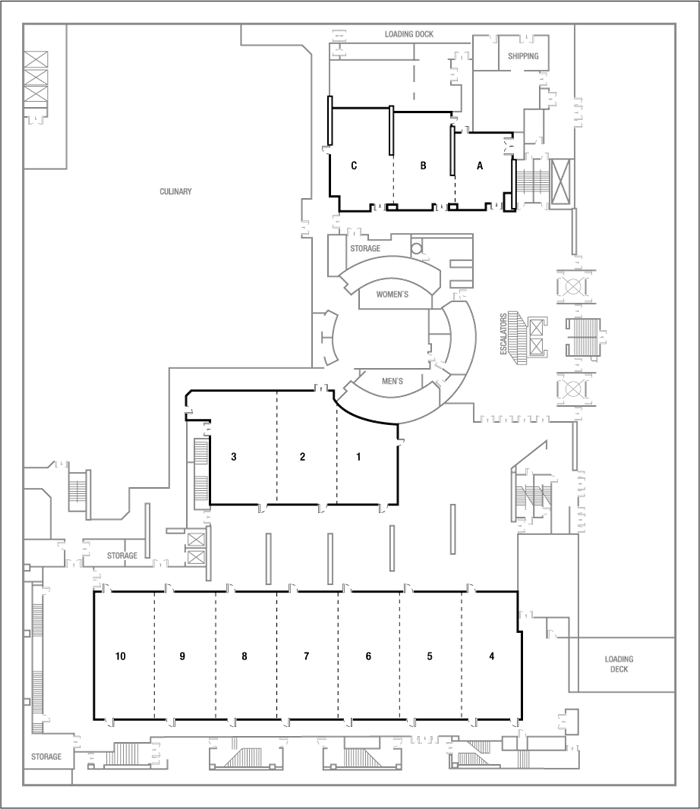 LOADING DOCK
SHIPPING
C
B
A
CULINARY
STORAGE
WOMEN'S
ESCALATORS
MEN'S
3
2
1
STORAGE
10
9
8
7
6
5
4
LOADING
DECK
STORAGE